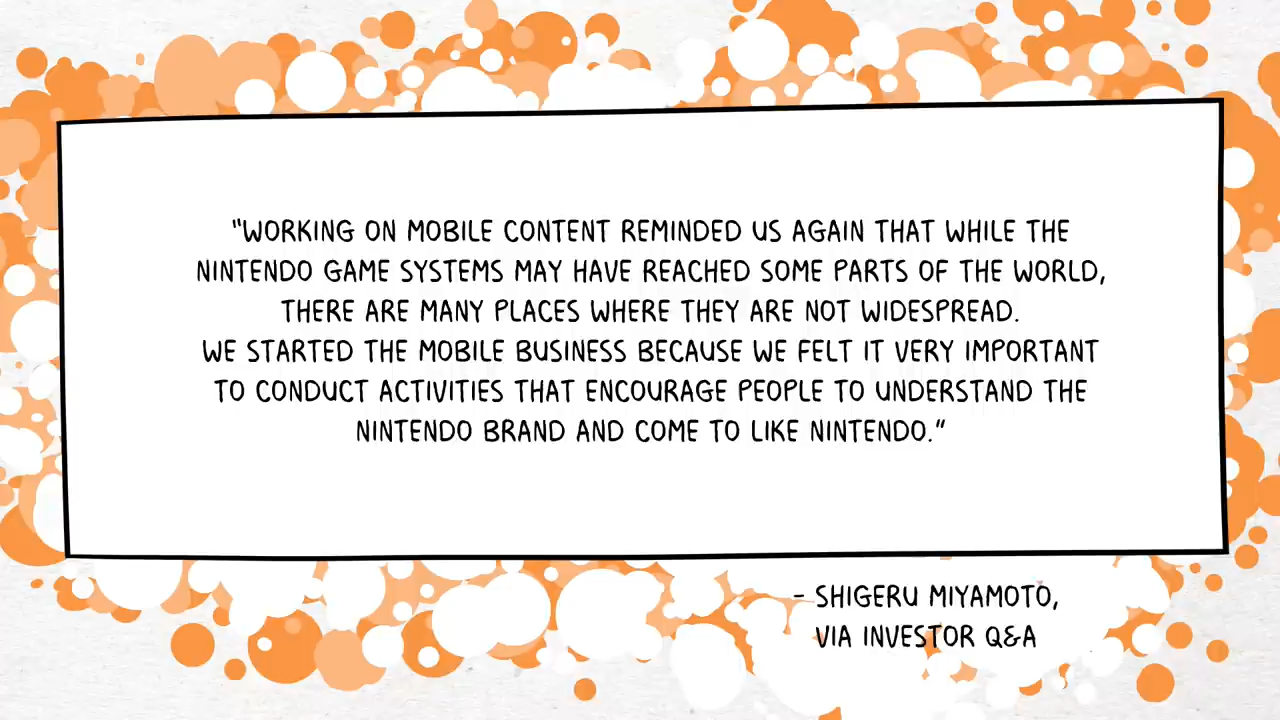 "WORKING ON MOBILE CONTENT REMINDED US AGAIN THAT WHILE THE
NINTENDO GAME SYSTEMS MAY HAVE REACHED SOME PARTS OF THE WORLD,
THERE ARE MANY PLACES WHERE THEY ARE NOT WIDESPREAD.
WE STARTED THE MOBILE BUSINESS BECAUSE WE FELT IT VERY IMPORTANT
TO CONDUCT ACTIVITIES THAT ENCOURAGE PEOPLE TO UNDERSTAND THE
NINTENDO BRAND AND COME TO LIKE NINTENDO."
- SHIGERU MIYAMOTO,
VIA INVESTOR Q&A